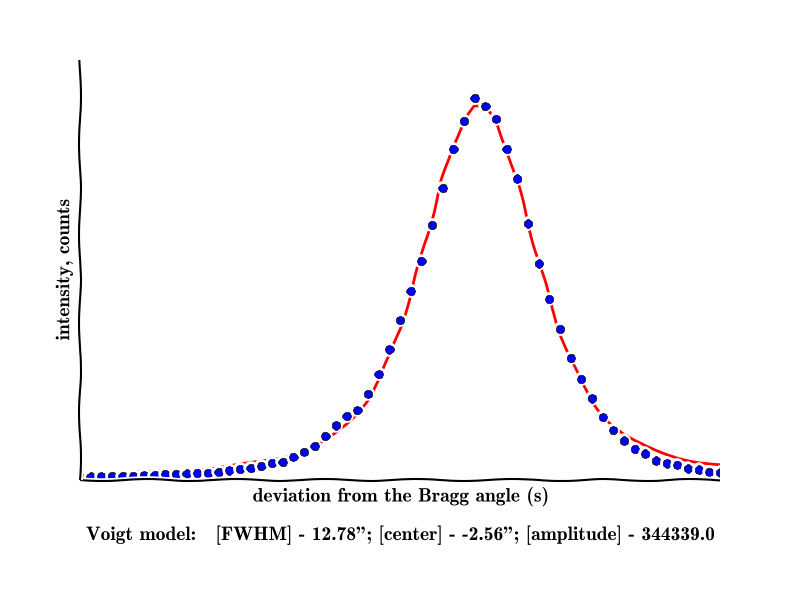 intensity, counts
deviation from the Bragg angle (s)
Voigt model: [FWHM] - 12.78”; [center] - -2.56”; [amplitude] - 344339.0